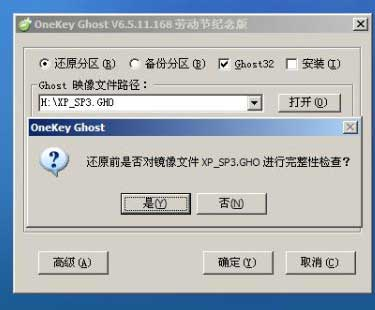 OneKey Ghost V6.5.11.168 劳动节纪念版
还原分区(R) 备份分区(B) Ghost32 安装(I)
Ghost 映像文件路径：
H:\XP_SP3.GHO 打开(O)
OneKey Ghost
还原前是否对镜像文件 XP_SP3.GHO 进行完整性检查？
是(Y) 否(N)
高级(A) 确定(Y) 取消(C)